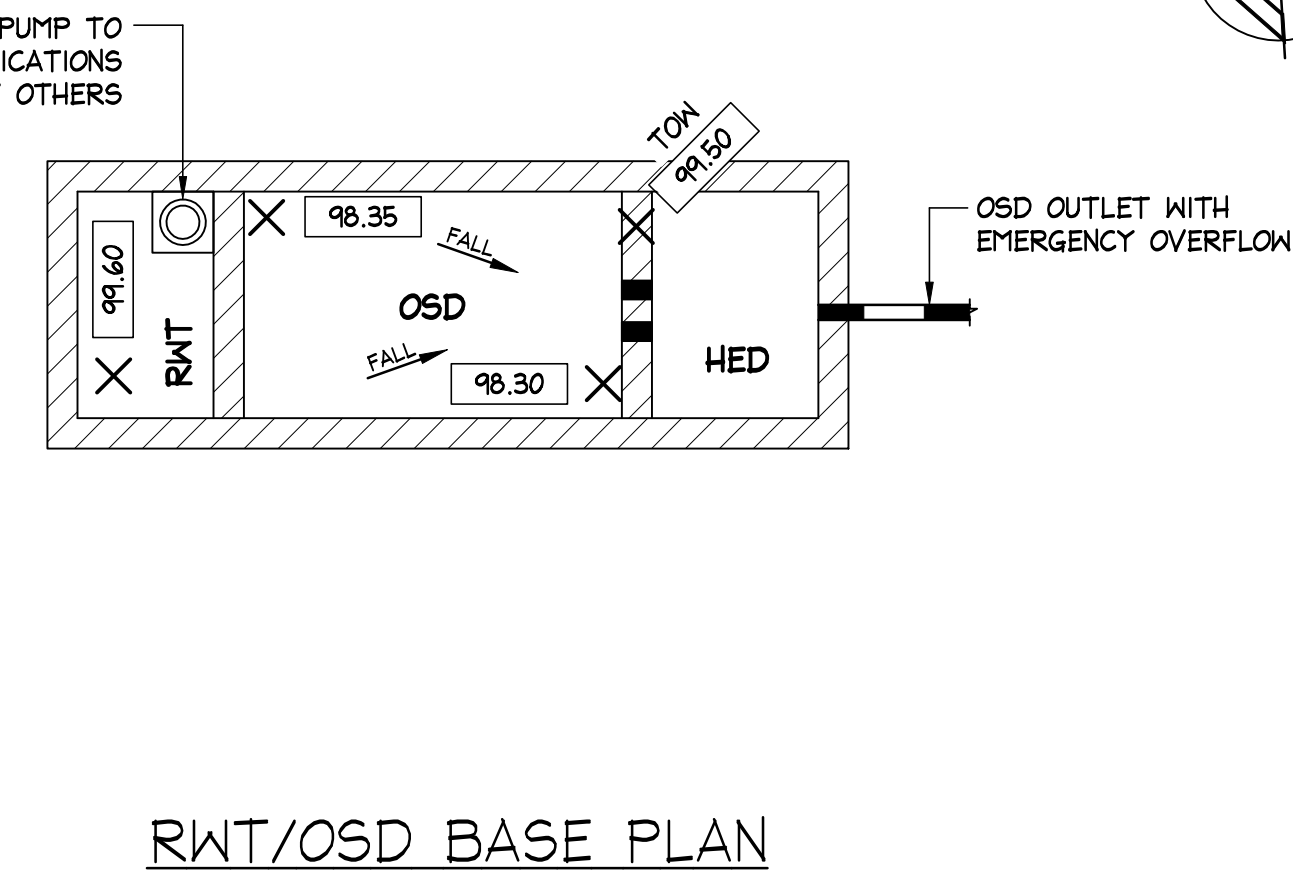 PUMP TO
ICATIONS
OTHERS
TOW
99.50
98.35
FALL
OSD OUTLET WITH
EMERGENCY OVERFLOW
99.60
RWT
OSD
FALL
98.30
HED
RWT/OSD BASE PLAN